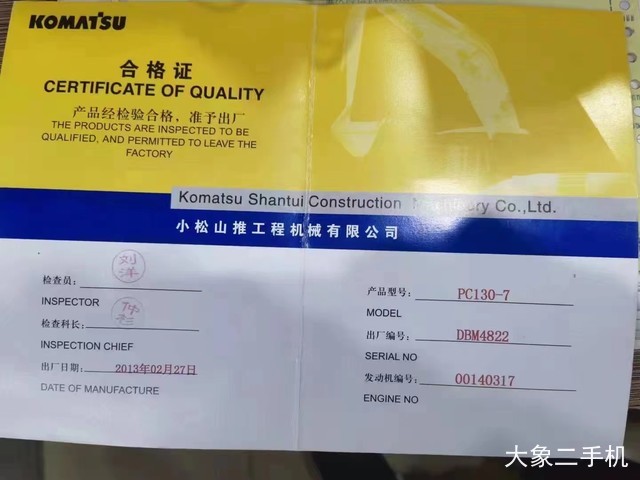 KOMATSU
合格证
CERTIFICATE OF QUALITY
产品经检验合格，准予出厂
THE PRODUCTS ARE INSPECTED TO BE
QUALIFIED, AND PERMITTED TO LEAVE THE
FACTORY
Komatsu Shantui Construction Machinery Co.,Ltd.
小松山推工程机械有限公司
检查员：
刘洋
INSPECTOR
检查科长：
INSPECTION CHIEF
出厂日期： 2013年02月27日
DATE OF MANUFACTURE
产品型号： PC130-7
MODEL
出厂编号： DBM4822
SERIAL NO
发动机编号： 00140317
ENGINE NO
大象二手机